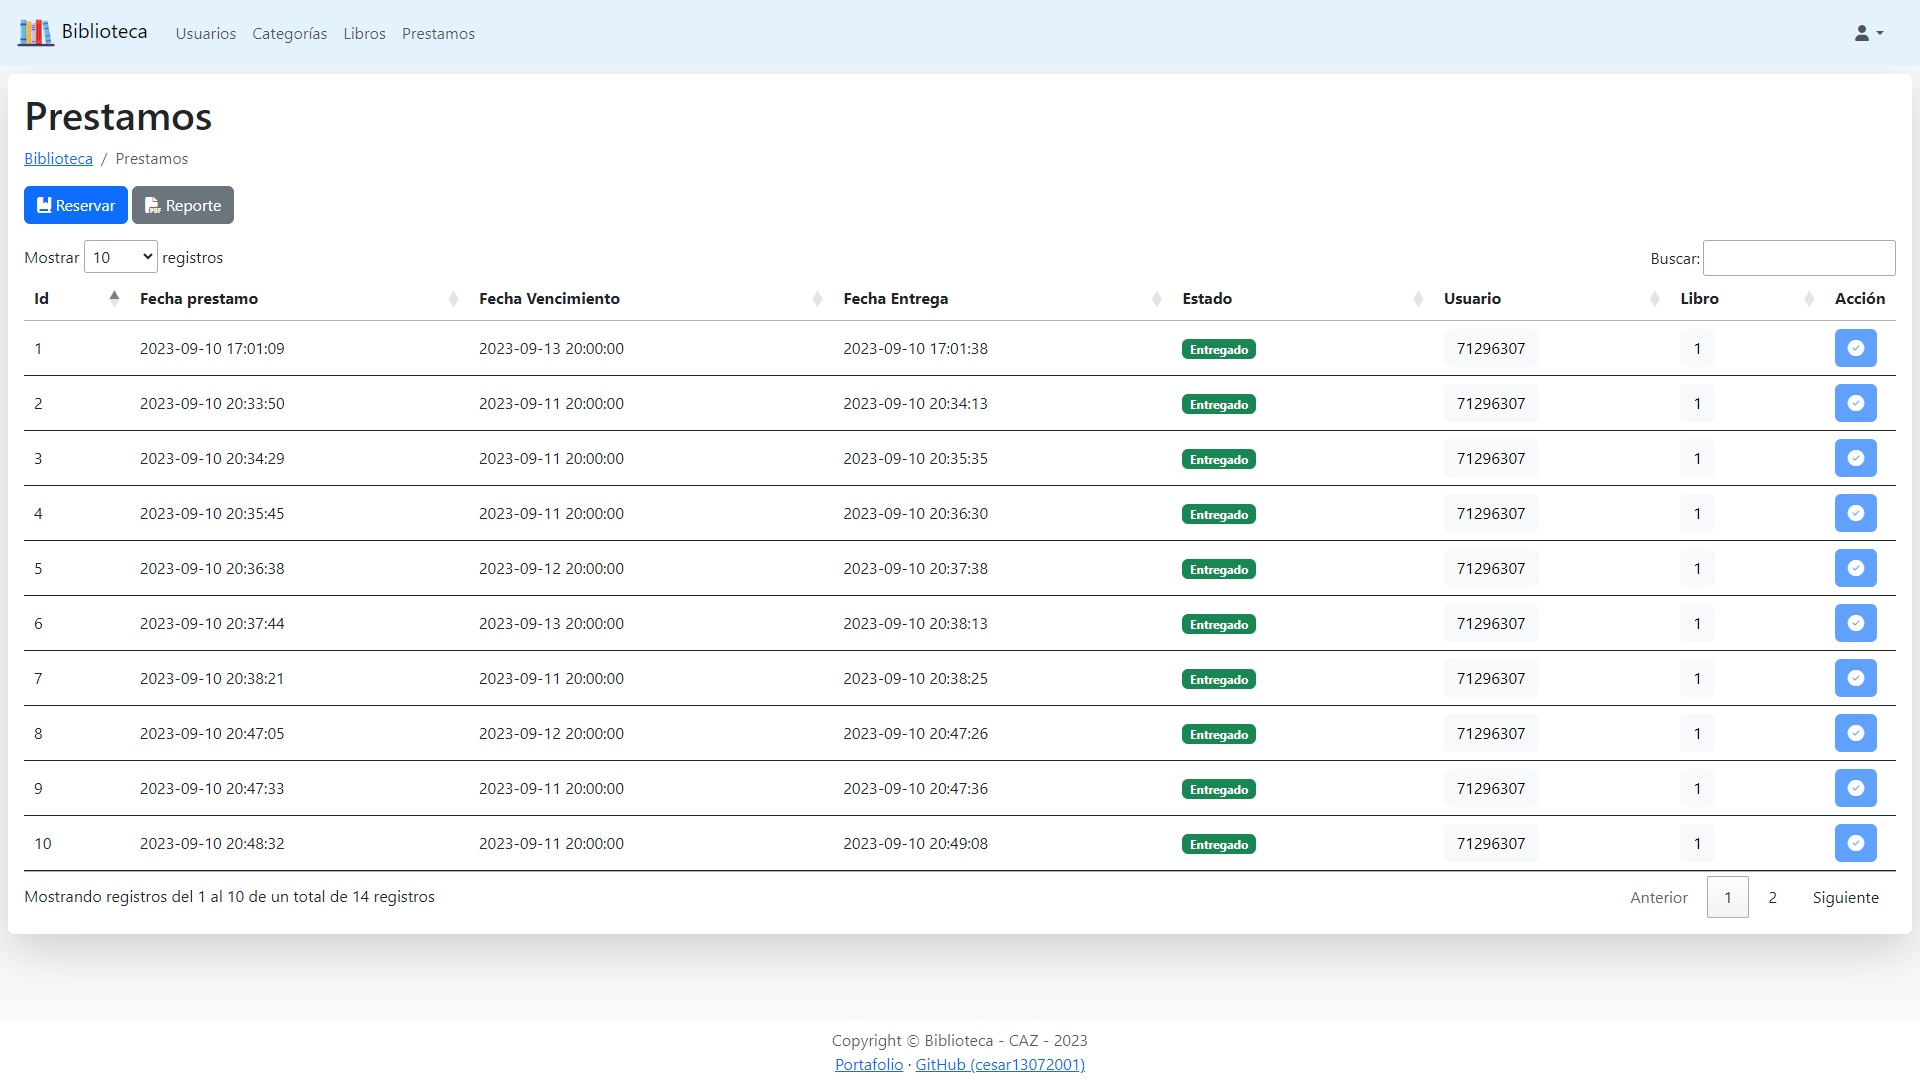 Biblioteca Usuarios Categorías Libros Prestamos
Prestamos
Biblioteca / Prestamos
Reservar Reporte
Mostrar 10 registros Buscar:
Id Fecha prestamo Fecha Vencimiento Fecha Entrega Estado Usuario Libro Acción
1 2023-09-10 17:01:09 2023-09-13 20:00:00 2023-09-10 17:01:38 Entregado 71296307 1
2 2023-09-10 20:33:50 2023-09-11 20:00:00 2023-09-10 20:34:13 Entregado 71296307 1
3 2023-09-10 20:34:29 2023-09-11 20:00:00 2023-09-10 20:35:35 Entregado 71296307 1
4 2023-09-10 20:35:45 2023-09-11 20:00:00 2023-09-10 20:36:30 Entregado 71296307 1
5 2023-09-10 20:36:38 2023-09-12 20:00:00 2023-09-10 20:37:38 Entregado 71296307 1
6 2023-09-10 20:37:44 2023-09-13 20:00:00 2023-09-10 20:38:13 Entregado 71296307 1
7 2023-09-10 20:38:21 2023-09-11 20:00:00 2023-09-10 20:38:25 Entregado 71296307 1
8 2023-09-10 20:47:05 2023-09-12 20:00:00 2023-09-10 20:47:26 Entregado 71296307 1
9 2023-09-10 20:47:33 2023-09-11 20:00:00 2023-09-10 20:47:36 Entregado 71296307 1
10 2023-09-10 20:48:32 2023-09-11 20:00:00 2023-09-10 20:49:08 Entregado 71296307 1
Mostrando registros del 1 al 10 de un total de 14 registros Anterior 1 2 Siguiente
Copyright © Biblioteca - CAZ - 2023
Portafolio · GitHub (cesar13072001)